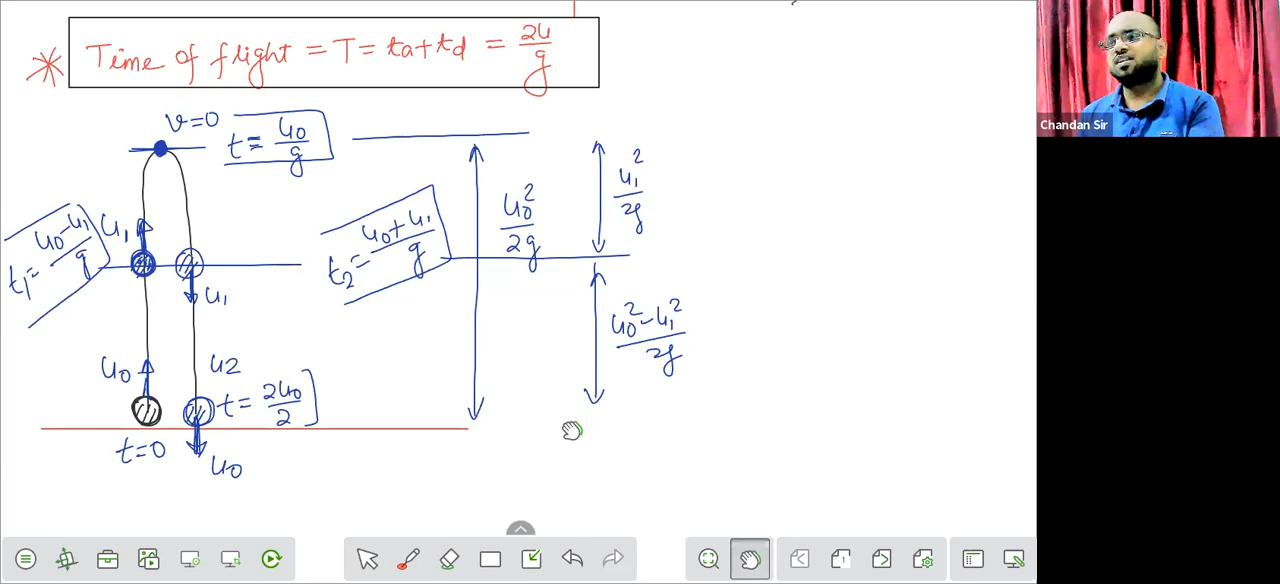 * Time of flight = T = ta+td = 2u/g
v=0
t = u0/g
t1 = u0-u1/g
u1
u1
t2 = u0+u1/g
u0²/2g
u1²/2g
u0²-u1²/2g
u0
u2
t = 2u0/2]
t=0
u0
Chandan Sir